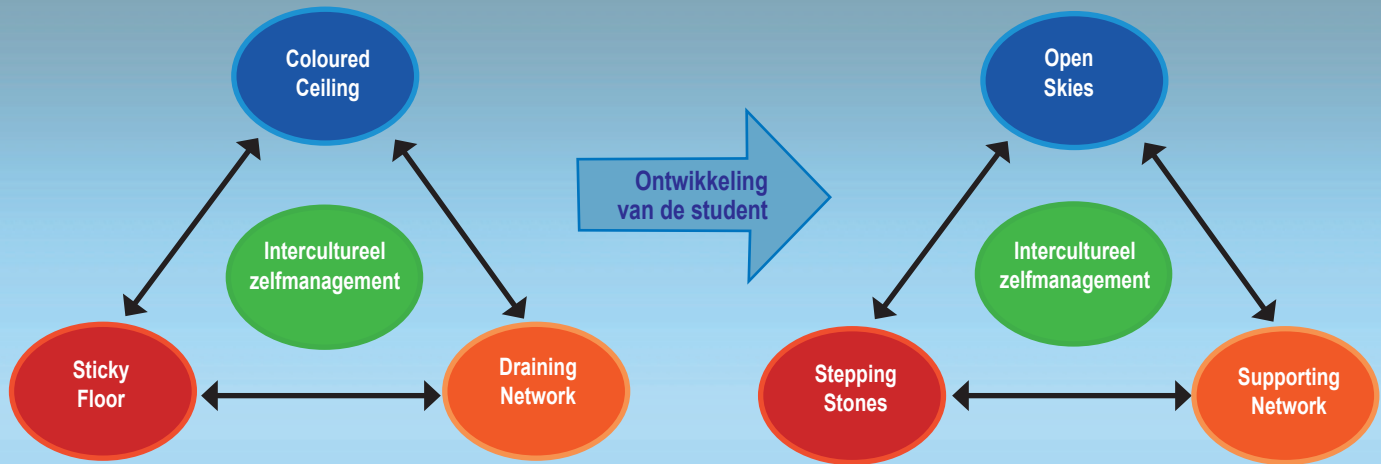 Coloured
Ceiling
Intercultureel
zelfmanagement
Sticky
Floor
Draining
Network
Ontwikkeling
van de student
Open
Skies
Intercultureel
zelfmanagement
Stepping
Stones
Supporting
Network